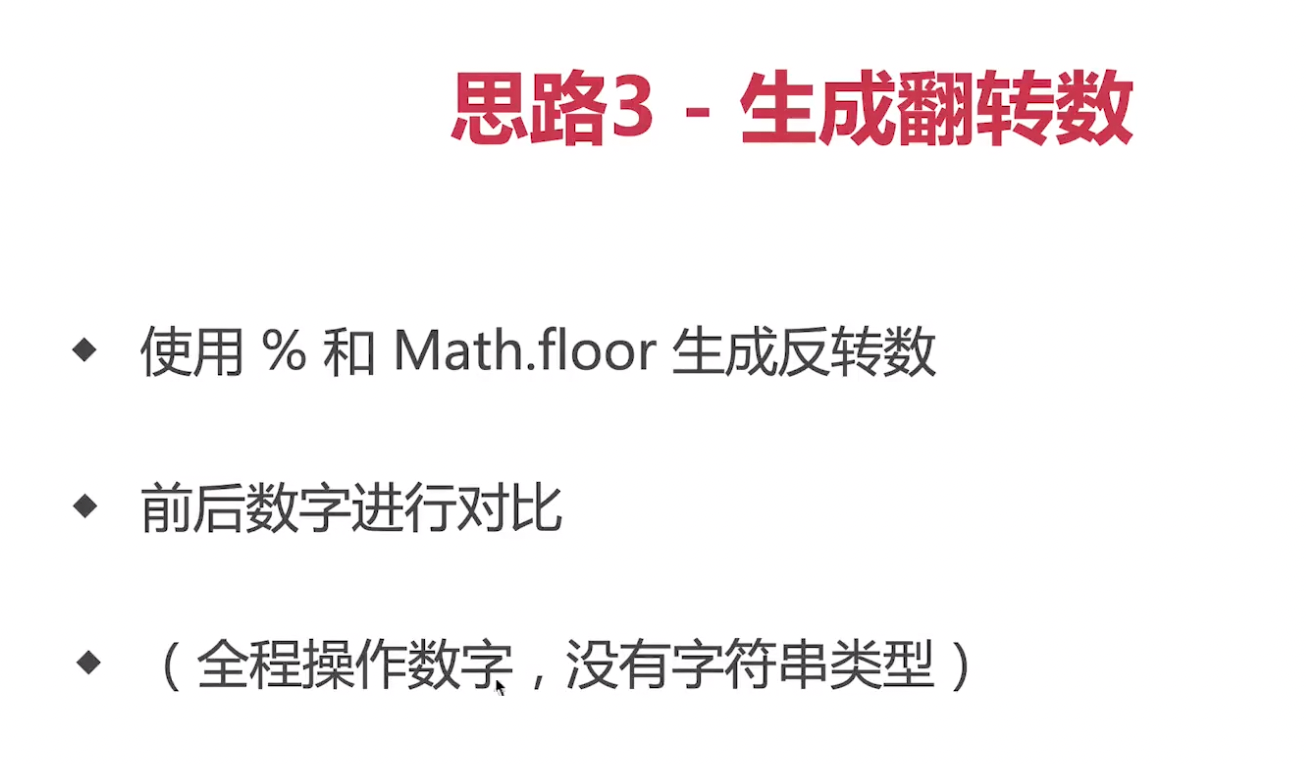 思路3 - 生成翻转数
使用 % 和 Math.floor 生成反转数
前后数字进行对比
（全程操作数字，没有字符串类型）